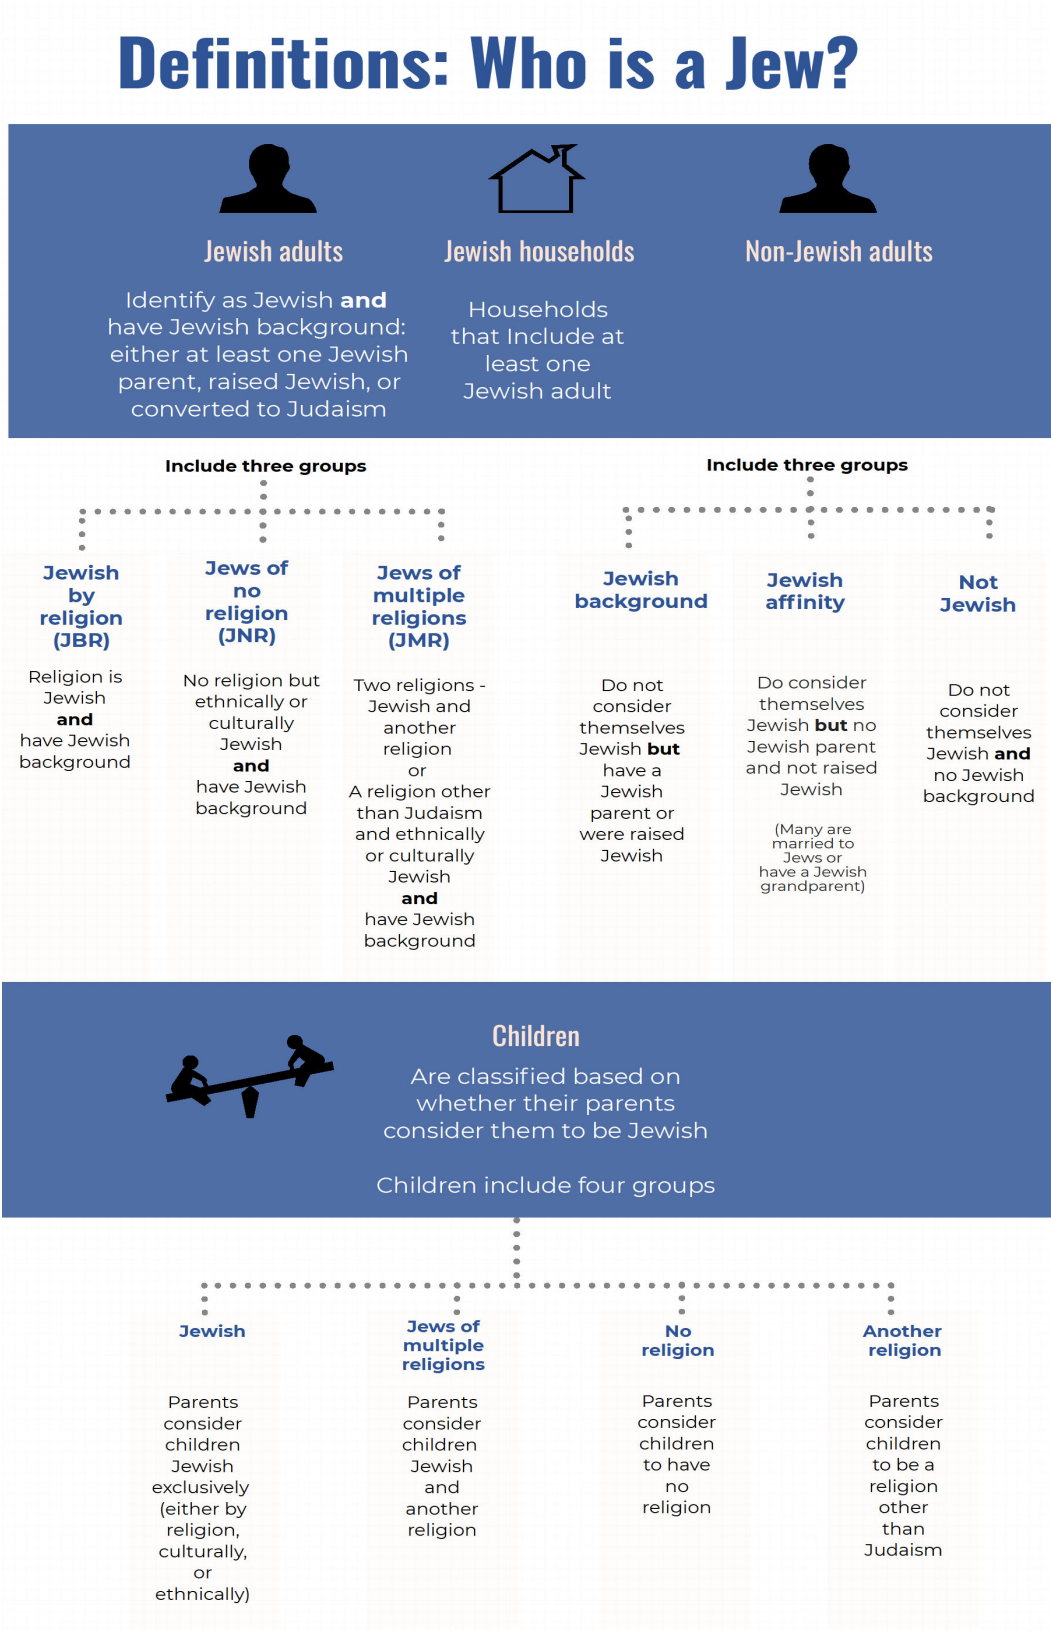 Definitions: Who is a Jew?
Jewish adults
Identify as Jewish and
have Jewish background:
either at least one Jewish
parent, raised Jewish, or
converted to Judaism
Jewish households
Households
that Include at
least one
Jewish adult
Non-Jewish adults
Include three groups
Jewish
by
religion
(JBR)
Religion is
Jewish
and
have Jewish
background
Jews of
no
religion
(JNR)
No religion but
ethnically or
culturally
Jewish
and
have Jewish
background
Jews of
multiple
religions
(JMR)
Two religions -
Jewish and
another
religion
or
A religion other
than Judaism
and ethnically
or culturally
Jewish
and
have Jewish
background
Include three groups
Jewish
background
Do not
consider
themselves
Jewish but
have a
Jewish
parent or
were raised
Jewish
Jewish
affinity
Do consider
themselves
Jewish but no
Jewish parent
and not raised
Jewish
(Many are
married to
Jews or
have a Jewish
grandparent)
Not
Jewish
Do not
consider
themselves
Jewish and
no Jewish
background
Children
Are classified based on
whether their parents
consider them to be Jewish
Children include four groups
Jewish
Parents
consider
children
Jewish
exclusively
(either by
religion,
culturally,
or
ethnically)
Jews of
multiple
religions
Parents
consider
children
Jewish
and
another
religion
No
religion
Parents
consider
children
to have
no
religion
Another
religion
Parents
consider
children
to be a
religion
other
than
Judaism